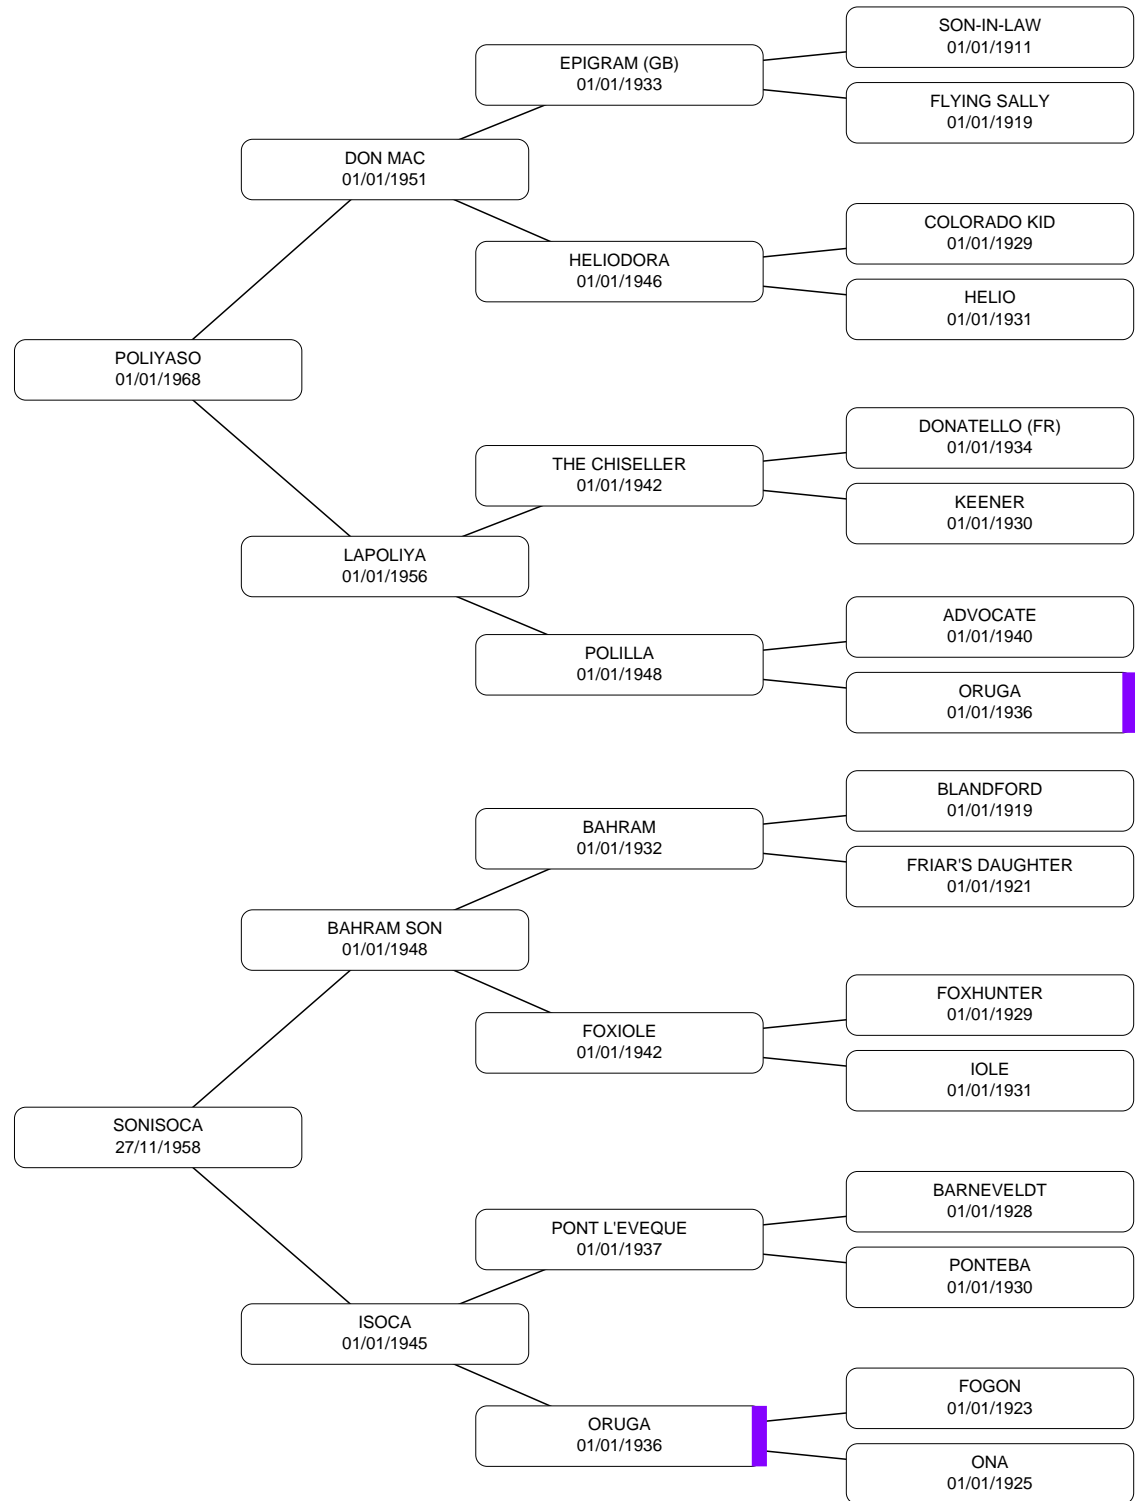 SON-IN-LAW
01/01/1911
EPIGRAM (GB)
01/01/1933
FLYING SALLY
01/01/1919
DON MAC
01/01/1951
COLORADO KID
01/01/1929
HELIODORA
01/01/1946
HELIO
01/01/1931
POLIYASO
01/01/1968
DONATELLO (FR)
01/01/1934
THE CHISELLER
01/01/1942
KEENER
01/01/1930
LAPOLIYA
01/01/1956
ADVOCATE
01/01/1940
POLILLA
01/01/1948
ORUGA
01/01/1936
BLANDFORD
01/01/1919
BAHRAM
01/01/1932
FRIAR'S DAUGHTER
01/01/1921
BAHRAM SON
01/01/1948
FOXHUNTER
01/01/1929
FOXIOLE
01/01/1942
IOLE
01/01/1931
SONISOCA
27/11/1958
BARNEVELDT
01/01/1928
PONT L'EVEQUE
01/01/1937
PONTEBA
01/01/1930
ISOCA
01/01/1945
FOGON
01/01/1923
ORUGA
01/01/1936
ONA
01/01/1925